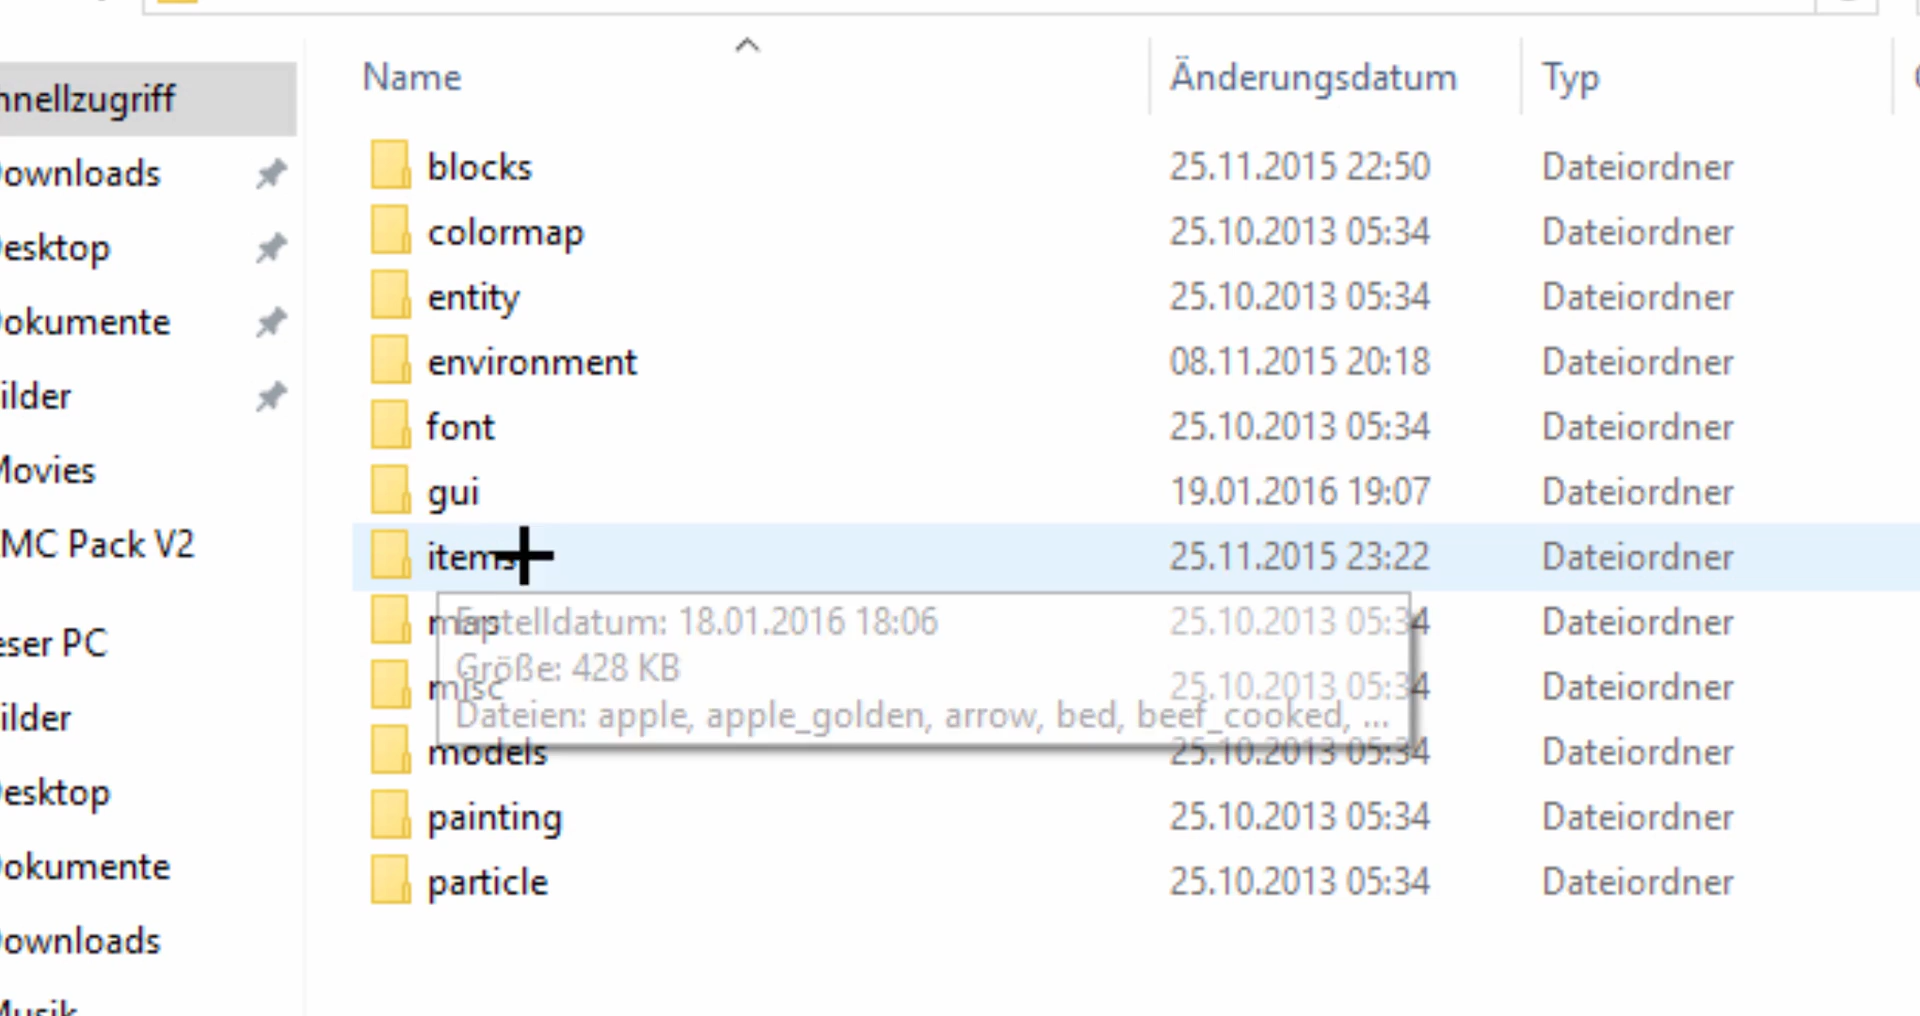 Name Änderungsdatum Typ
hnellzugriff
ownloads
esktop
okumente
ilder
Movies
MC Pack V2
eser PC
ilder
esktop
okumente
ownloads
Musik
blocks 25.11.2015 22:50 Dateiordner
colormap 25.10.2013 05:34 Dateiordner
entity 25.10.2013 05:34 Dateiordner
environment 08.11.2015 20:18 Dateiordner
font 25.10.2013 05:34 Dateiordner
gui 19.01.2016 19:07 Dateiordner
items 25.11.2015 23:22 Dateiordner
map 25.10.2013 05:34 Dateiordner
misc 25.10.2013 05:34 Dateiordner
models 25.10.2013 05:34 Dateiordner
painting 25.10.2013 05:34 Dateiordner
particle 25.10.2013 05:34 Dateiordner
Erstelldatum: 18.01.2016 18:06
Größe: 428 KB
Dateien: apple, apple_golden, arrow, bed, beef_cooked, ...